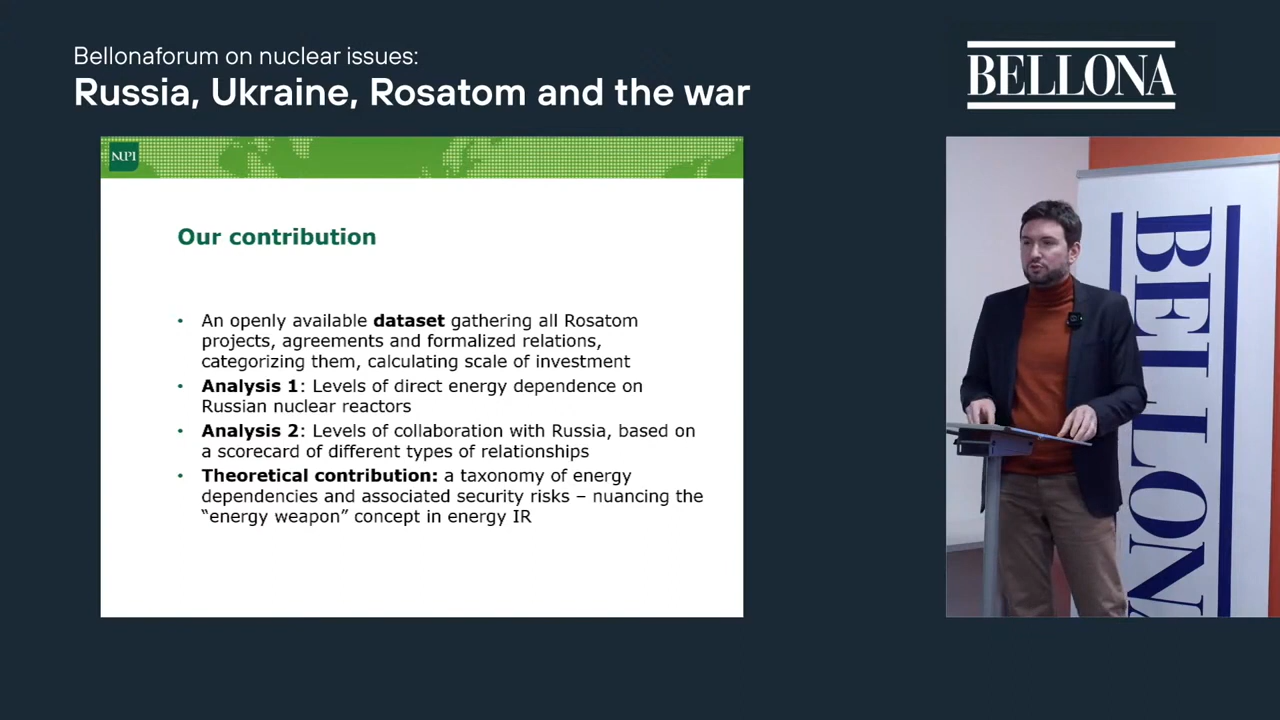 Bellonaforum on nuclear issues:
Russia, Ukraine, Rosatom and the war
BELLONA
NUPI
Our contribution
• An openly available dataset gathering all Rosatom
projects, agreements and formalized relations,
categorizing them, calculating scale of investment
• Analysis 1: Levels of direct energy dependence on
Russian nuclear reactors
• Analysis 2: Levels of collaboration with Russia, based on
a scorecard of different types of relationships
• Theoretical contribution: a taxonomy of energy
dependencies and associated security risks – nuancing the
“energy weapon” concept in energy IR
BELLONA